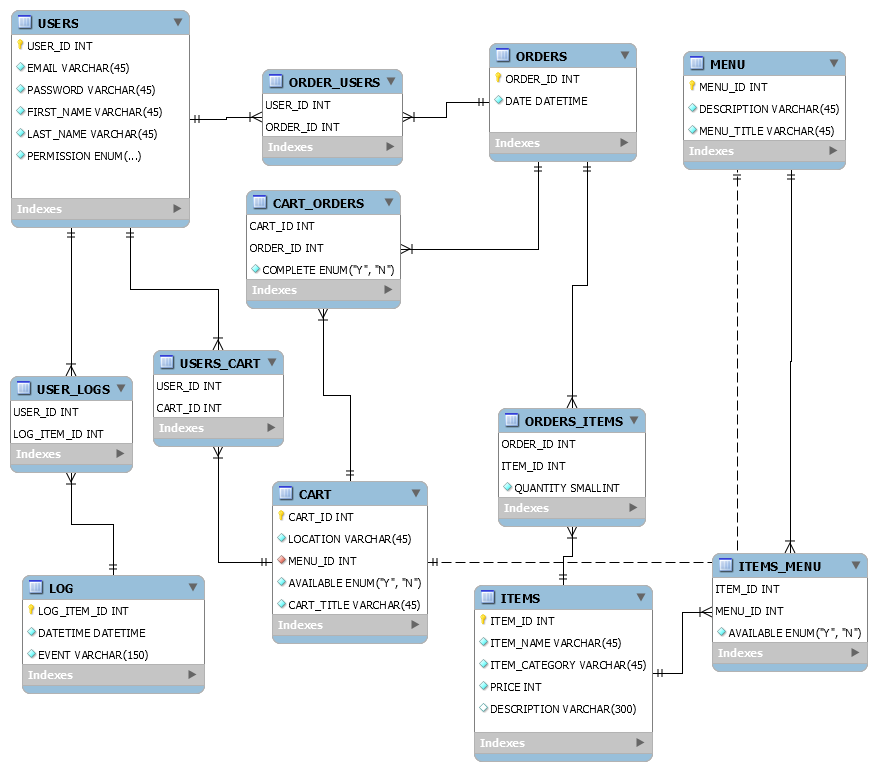 USERS
USER_ID INT
EMAIL VARCHAR(45)
PASSWORD VARCHAR(45)
FIRST_NAME VARCHAR(45)
LAST_NAME VARCHAR(45)
PERMISSION ENUM(...)
Indexes
ORDER_USERS
USER_ID INT
ORDER_ID INT
Indexes
ORDERS
ORDER_ID INT
DATE DATETIME
Indexes
MENU
MENU_ID INT
DESCRIPTION VARCHAR(45)
MENU_TITLE VARCHAR(45)
Indexes
CART_ORDERS
CART_ID INT
ORDER_ID INT
COMPLETE ENUM("Y", "N")
Indexes
USER_LOGS
USER_ID INT
LOG_ITEM_ID INT
Indexes
USERS_CART
USER_ID INT
CART_ID INT
Indexes
ORDERS_ITEMS
ORDER_ID INT
ITEM_ID INT
QUANTITY SMALLINT
Indexes
CART
CART_ID INT
LOCATION VARCHAR(45)
MENU_ID INT
AVAILABLE ENUM("Y", "N")
CART_TITLE VARCHAR(45)
Indexes
LOG
LOG_ITEM_ID INT
DATETIME DATETIME
EVENT VARCHAR(150)
Indexes
ITEMS
ITEM_ID INT
ITEM_NAME VARCHAR(45)
ITEM_CATEGORY VARCHAR(45)
PRICE INT
DESCRIPTION VARCHAR(300)
Indexes
ITEMS_MENU
ITEM_ID INT
MENU_ID INT
AVAILABLE ENUM("Y", "N")
Indexes